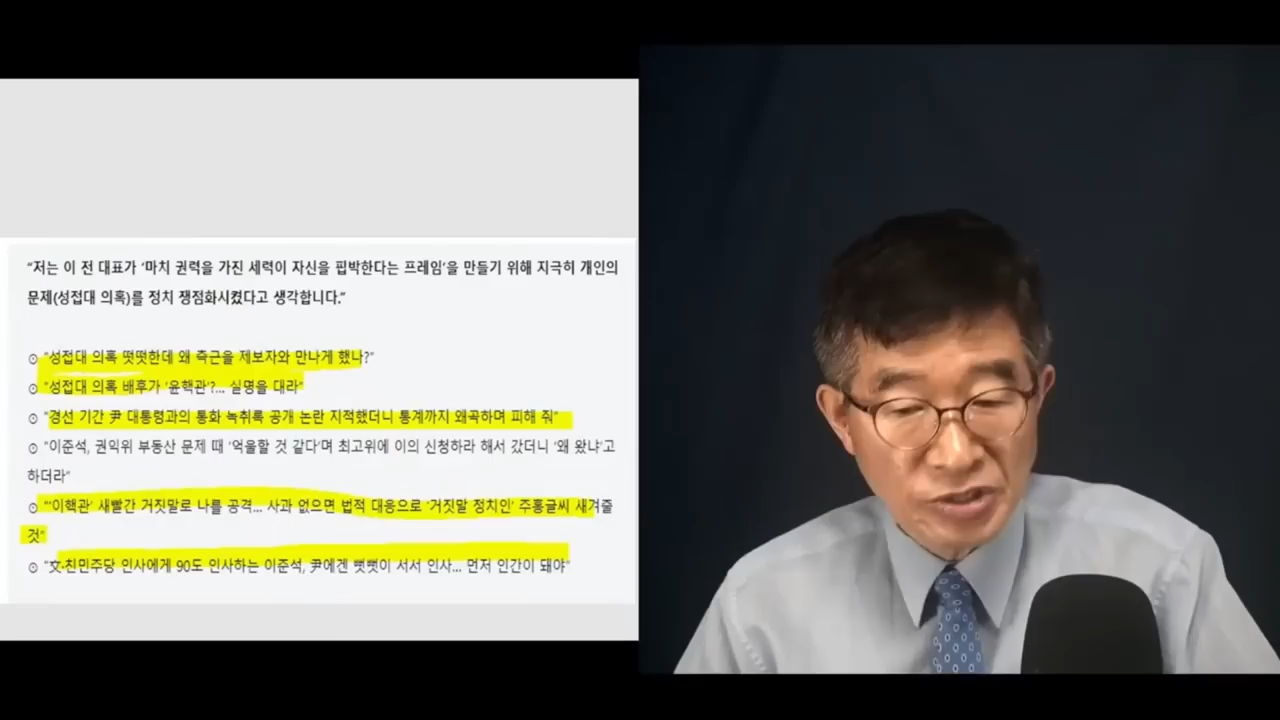 “저는 이 전 대표가 ‘마치 권력을 가진 세력이 자신을 핍박한다는 프레임’을 만들기 위해 지극히 개인의
문제(성접대 의혹)를 정치 쟁점화시켰다고 생각합니다.”
⊙ “성접대 의혹 떳떳한데 왜 측근을 제보자와 만나게 했나?”
⊙ “성접대 의혹 배후가 ‘윤핵관’?... 실명을 대라”
⊙ “경선 기간 尹 대통령과의 통화 녹취록 공개 논란 지적했더니 통계까지 왜곡하며 피해 줘”
⊙ “이준석, 권익위 부동산 문제 때 ‘억울할 것 같다’며 최고위에 이의 신청하라 해서 갔더니 ‘왜 왔냐’고
하더라”
⊙ “‘이핵관’ 새빨간 거짓말로 나를 공격... 사과 없으면 법적 대응으로 ‘거짓말 정치인’ 주홍글씨 새겨줄
것”
⊙ “文·친민주당 인사에게 90도 인사하는 이준석, 尹에겐 뻣뻣이 서서 인사... 먼저 인간이 돼야”